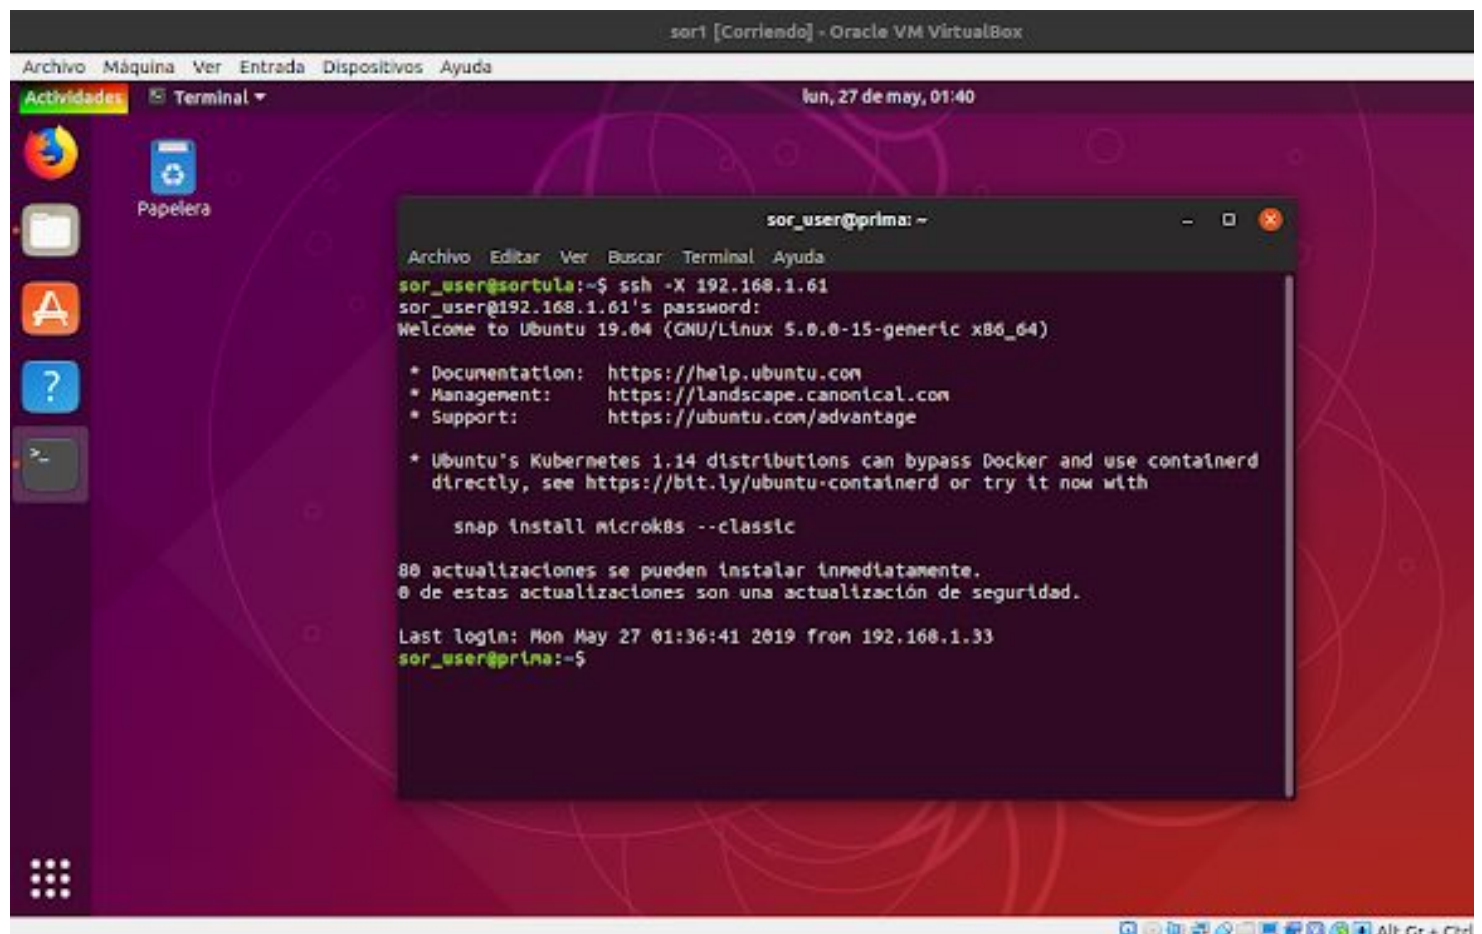 sor1 [Corriendo] - Oracle VM VirtualBox
Archivo Máquina Ver Entrada Dispositivos Ayuda
Actividades Terminal lun, 27 de may, 01:40
Papelera
sor_user@prima: ~
Archivo Editar Ver Buscar Terminal Ayuda
sor_user@sortula:~$ ssh -X 192.168.1.61
sor_user@192.168.1.61's password:
Welcome to Ubuntu 19.04 (GNU/Linux 5.0.0-15-generic x86_64)
* Documentation: https://help.ubuntu.com
* Management: https://landscape.canonical.com
* Support: https://ubuntu.com/advantage
* Ubuntu's Kubernetes 1.14 distributions can bypass Docker and use containerd
directly, see https://bit.ly/ubuntu-containerd or try it now with
snap install microk8s --classic
80 actualizaciones se pueden instalar inmediatamente.
0 de estas actualizaciones son una actualización de seguridad.
Last login: Mon May 27 01:36:41 2019 from 192.168.1.33
sor_user@prima:~$
Alt Gr + Ctrl